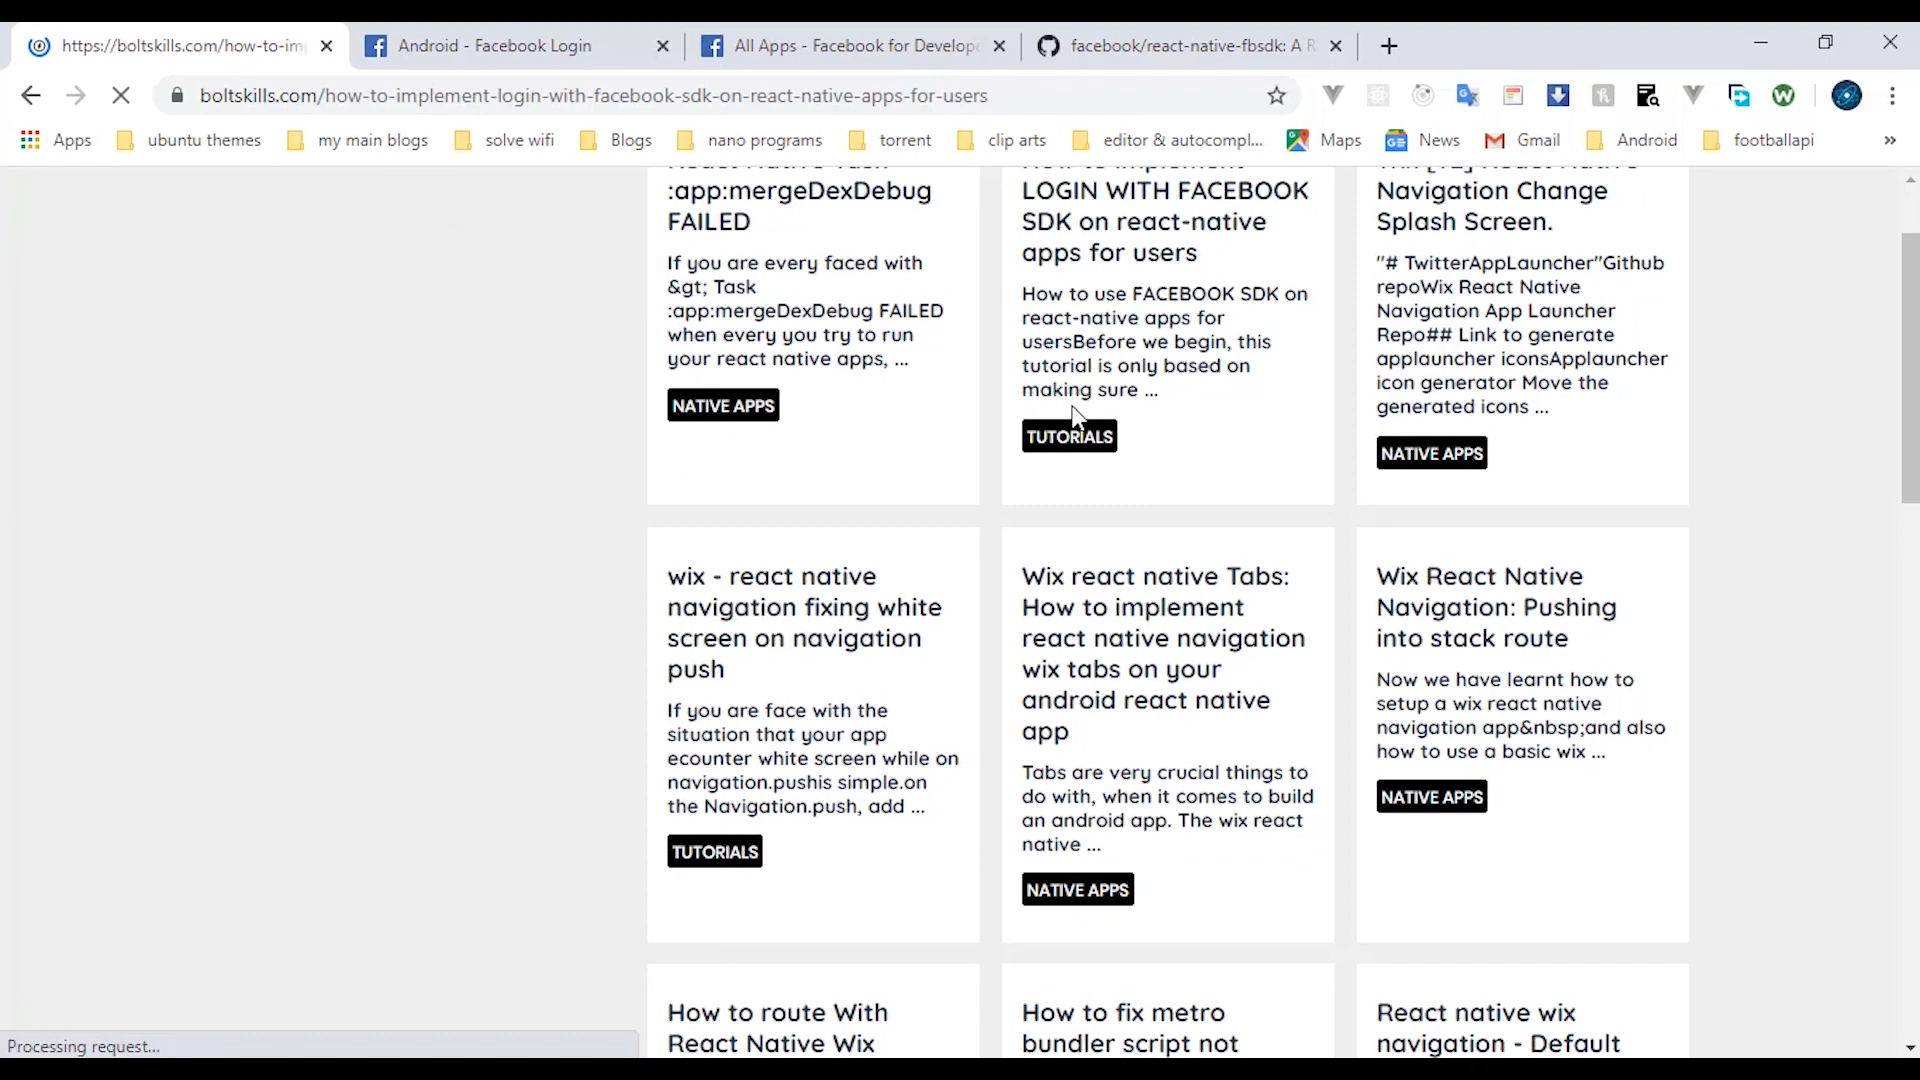 https://boltskills.com/how-to-im
Android - Facebook Login
All Apps - Facebook for Develop
facebook/react-native-fbsdk: A R
boltskills.com/how-to-implement-login-with-facebook-sdk-on-react-native-apps-for-users
Apps
ubuntu themes
my main blogs
solve wifi
Blogs
nano programs
torrent
clip arts
editor & autocompl...
Maps
News
Gmail
Android
footballapi
»
:app:mergeDexDebug
FAILED
If you are every faced with
&gt; Task
:app:mergeDexDebug FAILED
when every you try to run
your react native apps, ...
NATIVE APPS
How to implement
LOGIN WITH FACEBOOK
SDK on react-native
apps for users
How to use FACEBOOK SDK on
react-native apps for
usersBefore we begin, this
tutorial is only based on
making sure ...
TUTORIALS
Navigation Change
Splash Screen.
"# TwitterAppLauncher"Github
repoWix React Native
Navigation App Launcher
Repo## Link to generate
applauncher iconsApplauncher
icon generator Move the
generated icons ...
NATIVE APPS
wix - react native
navigation fixing white
screen on navigation
push
If you are face with the
situation that your app
ecounter white screen while on
navigation.pushis simple.on
the Navigation.push, add ...
TUTORIALS
Wix react native Tabs:
How to implement
react native navigation
wix tabs on your
android react native
app
Tabs are very crucial things to
do with, when it comes to build
an android app. The wix react
native ...
NATIVE APPS
Wix React Native
Navigation: Pushing
into stack route
Now we have learnt how to
setup a wix react native
navigation app&nbsp;and also
how to use a basic wix ...
NATIVE APPS
How to route With
React Native Wix
How to fix metro
bundler script not
React native wix
navigation - Default
Processing request...